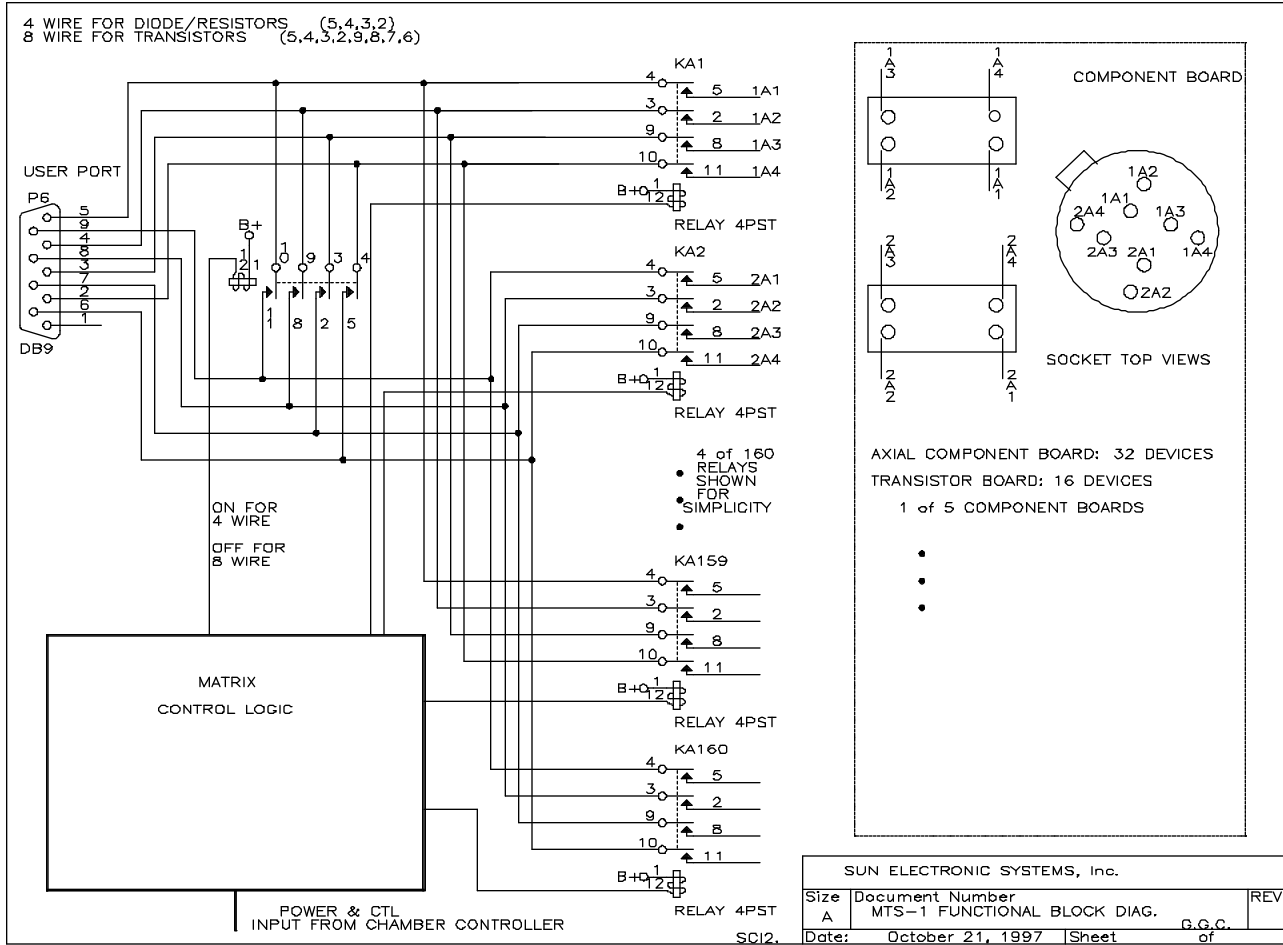 4 WIRE FOR DIODE/RESISTORS (5,4,3,2)
8 WIRE FOR TRANSISTORS (5,4,3,2,9,8,7,6)
USER PORT
P6
5
9
4
8
3
7
2
6
1
DB9
B+
12
1
10
9
3
4
11
8
2
5
ON FOR
4 WIRE
OFF FOR
8 WIRE
MATRIX
CONTROL LOGIC
POWER & CTL
INPUT FROM CHAMBER CONTROLLER
KA1
4
5 1A1
3
2 1A2
9
8 1A3
10
11 1A4
B+ 1
12
RELAY 4PST
KA2
4
5 2A1
3
2 2A2
9
8 2A3
10
11 2A4
B+ 1
12
RELAY 4PST
4 of 160
RELAYS
SHOWN
FOR
SIMPLICITY
KA159
4
5
3
2
9
8
10
11
B+ 1
12
RELAY 4PST
KA160
4
5
3
2
9
8
10
11
B+ 1
12
RELAY 4PST
SCI2.
COMPONENT BOARD
1A3
1A4
1A2
1A1
2A3
2A4
2A2
2A1
1A2
1A1
2A4 1A3
2A3 2A1 1A4
2A2
SOCKET TOP VIEWS
AXIAL COMPONENT BOARD: 32 DEVICES
TRANSISTOR BOARD: 16 DEVICES
1 of 5 COMPONENT BOARDS
SUN ELECTRONIC SYSTEMS, Inc.
Size Document Number REV
A MTS-1 FUNCTIONAL BLOCK DIAG.
G.G.C.
Date: October 21, 1997 Sheet of